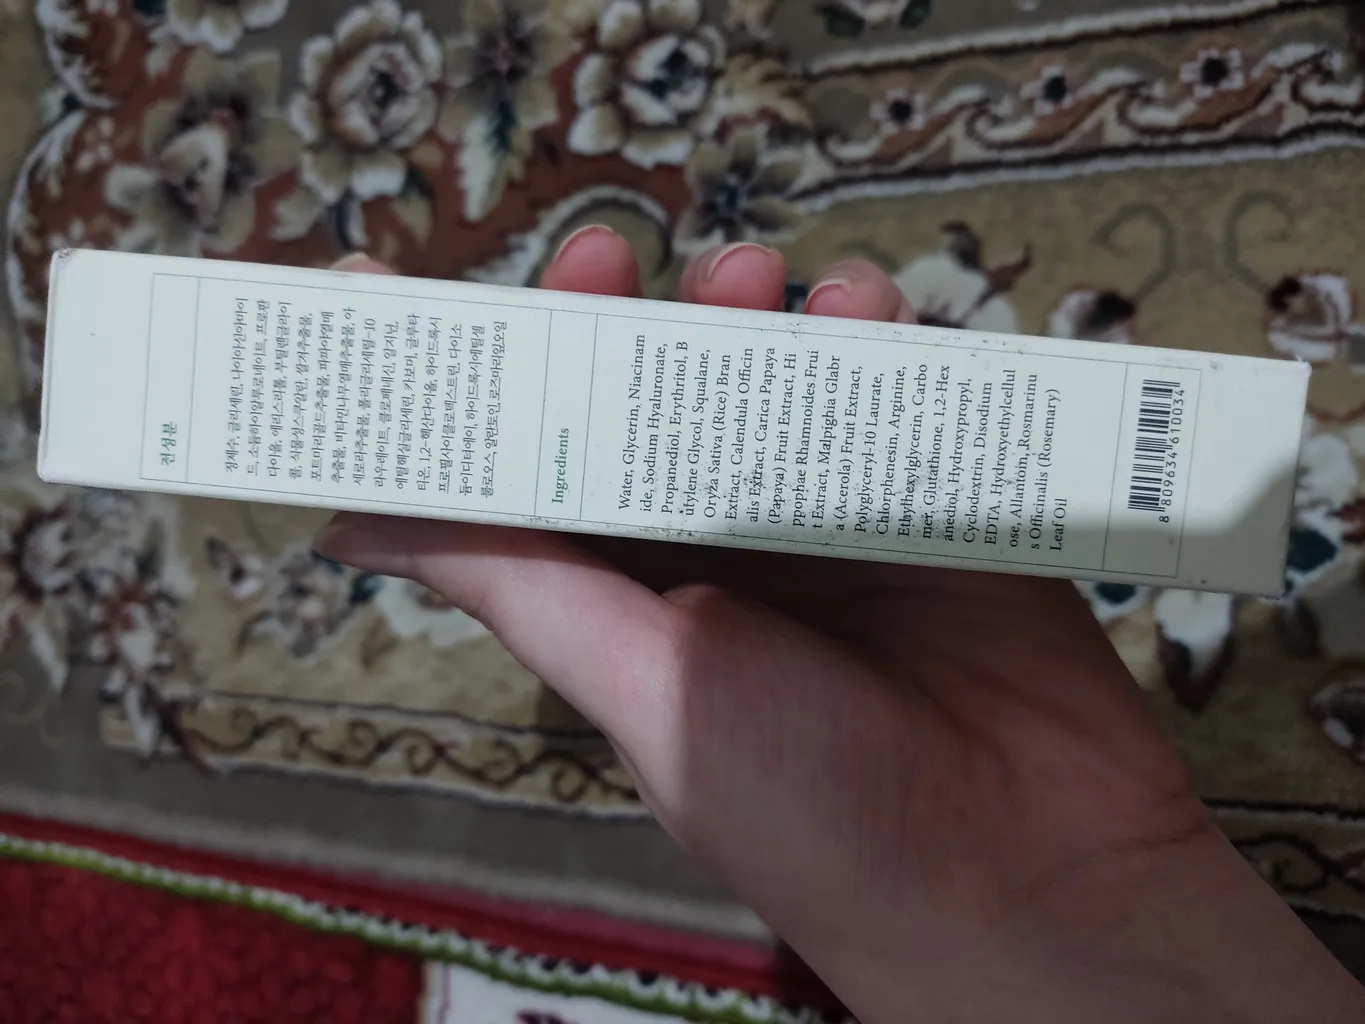 전성분
정제수, 글리세린, 나이아신아마이
드, 소듐하이알루로네이트, 프로판
다이올, 에리스리톨, 부틸렌글라이
콜, 식물성스쿠알란, 쌀겨추출물,
포트마리골드추출물, 파파야열매
추출물, 비타민나무열매추출물, 아
세로라추출물, 폴리글리세릴-10
라우레이트, 클로페네신, 알지닌,
에틸헥실글리세린, 카보머, 글루타
티온, 1,2-헥산다이올, 하이드록시
프로필사이클로덱스트린, 다이소
듐이디티에이, 하이드록시에틸셀
룰로오스, 알란토인, 로즈마리잎오일
Ingredients
Water, Glycerin, Niacinam
ide, Sodium Hyaluronate,
Propanediol, Erythritol, B
utylene Glycol, Squalane,
Oryza Sativa (Rice) Bran
Extract, Calendula Officin
alis Extract, Carica Papaya
(Papaya) Fruit Extract, Hi
ppophae Rhamnoides Frui
t Extract, Malpighia Glabr
a (Acerola) Fruit Extract,
Polyglyceryl-10 Laurate,
Chlorphenesin, Arginine,
Ethylhexylglycerin, Carbo
mer, Glutathione, 1,2-Hex
anediol, Hydroxypropyl,
Cyclodextrin, Disodium
EDTA, Hydroxyethylcellul
ose, Allantoin, Rosmarinu
s Officinalis (Rosemary)
Leaf Oil
8 809634 610034